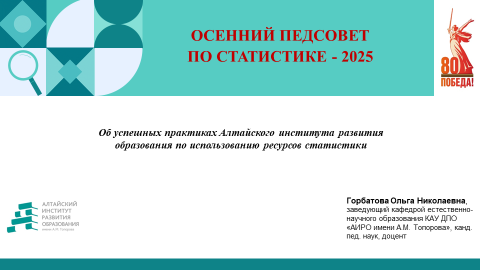 ОСЕННИЙ ПЕДСОВЕТ
ПО СТАТИСТИКЕ - 2025
80
ПОБЕДА!
Об успешных практиках Алтайского института развития
образования по использованию ресурсов статистики
АЛТАЙСКИЙ
ИНСТИТУТ
РАЗВИТИЯ
ОБРАЗОВАНИЯ
имени А.М. Топорова
Горбатова Ольга Николаевна,
заведующий кафедрой естественно-
научного образования КАУ ДПО
«АИРО имени А.М. Топорова», канд.
пед. наук, доцент